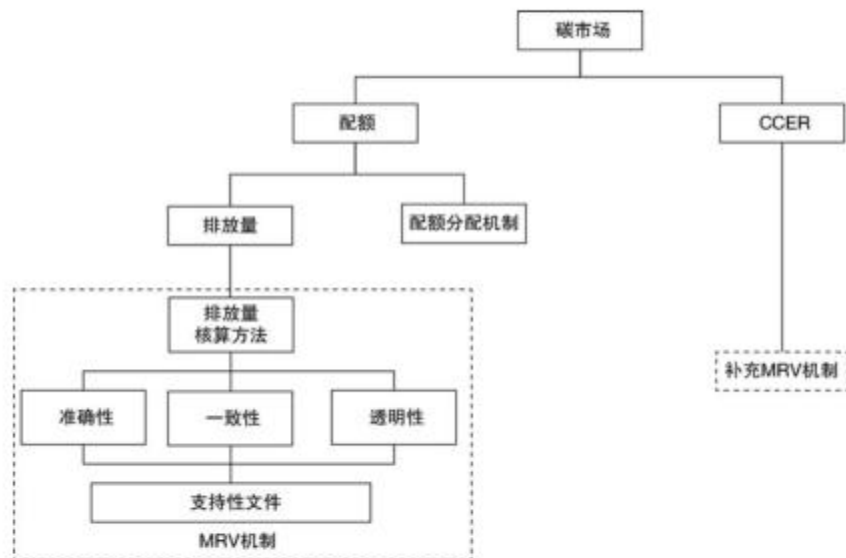 碳市场
配额
CCER
排放量
配额分配机制
排放量
核算方法
补充MRV机制
准确性
一致性
透明性
支持性文件
MRV机制